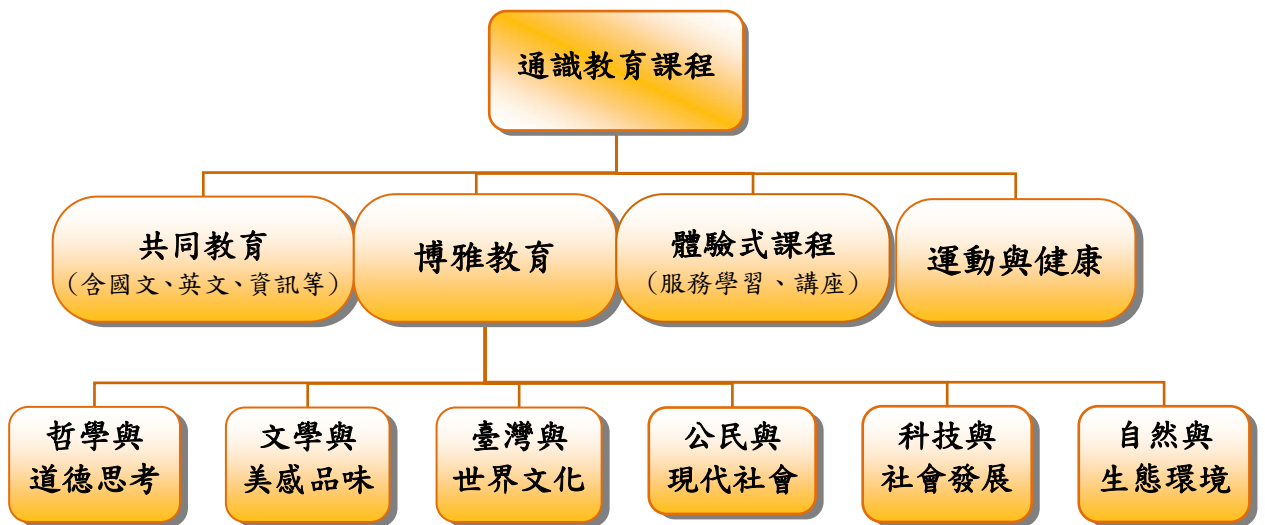 通識教育課程
共同教育
（含國文、英文、資訊等）
博雅教育
體驗式課程
（服務學習、講座）
運動與健康
哲學與
道德思考
文學與
美感品味
臺灣與
世界文化
公民與
現代社會
科技與
社會發展
自然與
生態環境